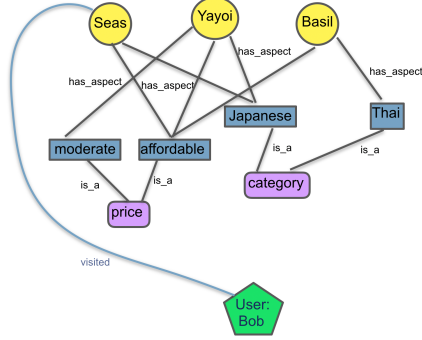 Seas
Yayoi
Basil
has_aspect
has_aspect
has_aspect
has_aspect
Japanese
Thai
moderate
affordable
is_a
is_a
is_a
is_a
category
price
visited
User:
Bob